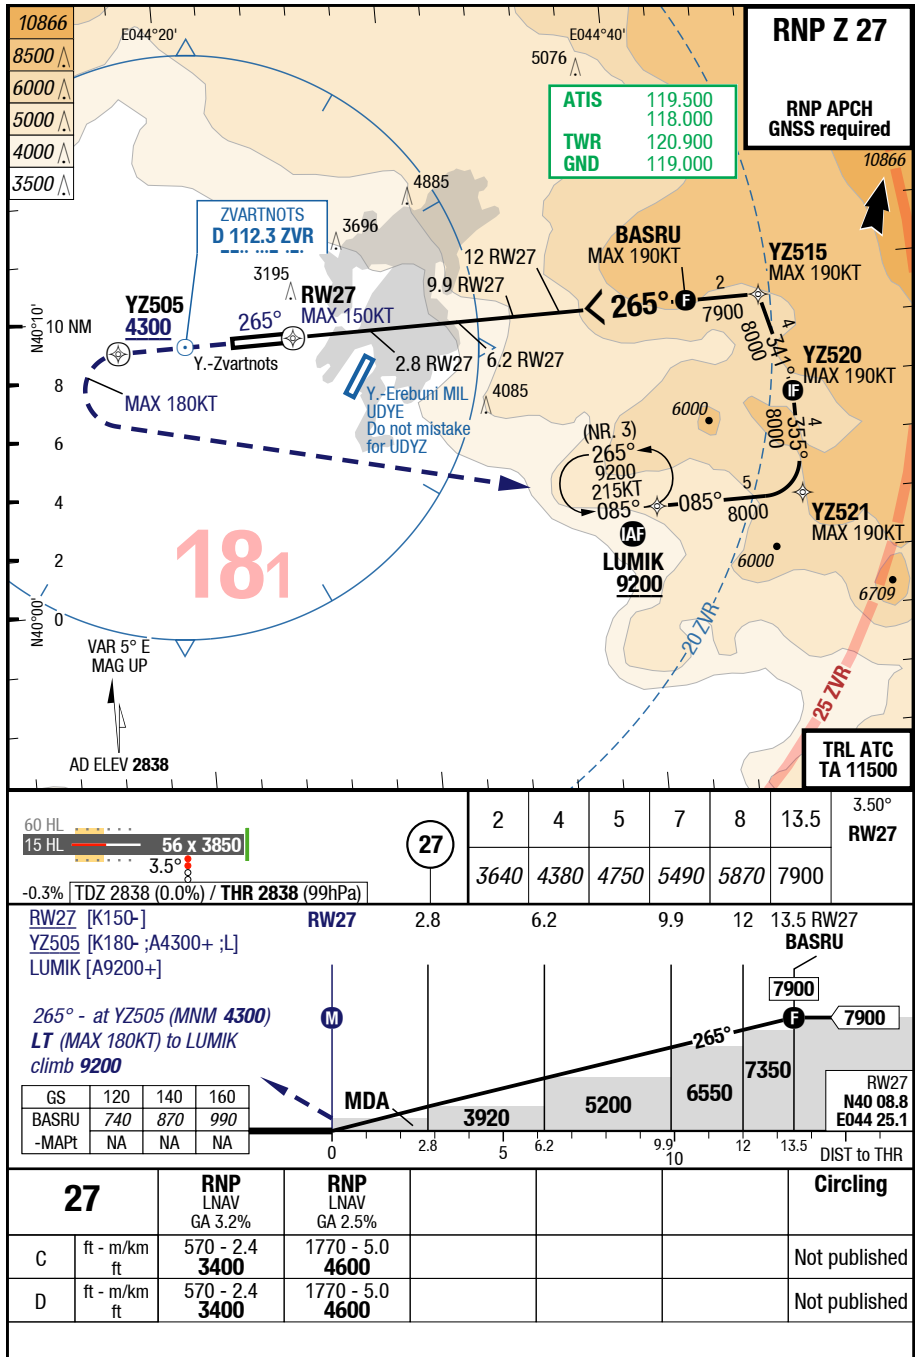 10866
8500
6000
5000
4000
3500
E044°20'
E044°40'
5076
RNP Z 27
RNP APCH
GNSS required
ATIS 119.500
118.000
TWR 120.900
GND 119.000
10866
4885
3696
3195
ZVARTNOTS
D 112.3 ZVR
BASRU
MAX 190KT
YZ515
MAX 190KT
12 RW27
9.9 RW27
2
7900
265°
YZ505
4300
RW27
MAX 150KT
265°
N40°10'
10 NM
Y.-Zvartnots
2.8 RW27
6.2 RW27
4
341°
8000
YZ520
MAX 190KT
IF
F
8
MAX 180KT
Y.-Erebuni MIL
UDYE
Do not mistake
for UDYZ
4085
6000
4
355°
8000
6
(NR. 3)
265°
9200
215KT
085°
085°
5
8000
4
YZ521
MAX 190KT
IAF
LUMIK
9200
181
6000
6709
2
N40°00'
0
20 ZVR
25 ZVR
VAR 5° E
MAG UP
AD ELEV 2838
TRL ATC
TA 11500
60 HL
15 HL
56 x 3850
3.5°
-0.3%
TDZ 2838 (0.0%) / THR 2838 (99hPa)
27
2 4 5 7 8 13.5
3.50°
RW27
3640 4380 4750 5490 5870 7900
RW27 [K150-]
YZ505 [K180- ;A4300+ ;L]
LUMIK [A9200+]
265° - at YZ505 (MNM 4300)
LT (MAX 180KT) to LUMIK
climb 9200
RW27 2.8 6.2 9.9 12 13.5 RW27
BASRU
7900
M
F
7900
265°
7350
6550
5200
3920
MDA
RW27
N40 08.8
E044 25.1
GS 120 140 160
BASRU 740 870 990
-MAPt NA NA NA
0 2.8 5 6.2 9.9 10 12 13.5 DIST to THR
27
RNP
LNAV
GA 3.2%
RNP
LNAV
GA 2.5%
Circling
C
ft - m/km
ft
570 - 2.4
3400
1770 - 5.0
4600
Not published
D
ft - m/km
ft
570 - 2.4
3400
1770 - 5.0
4600
Not published